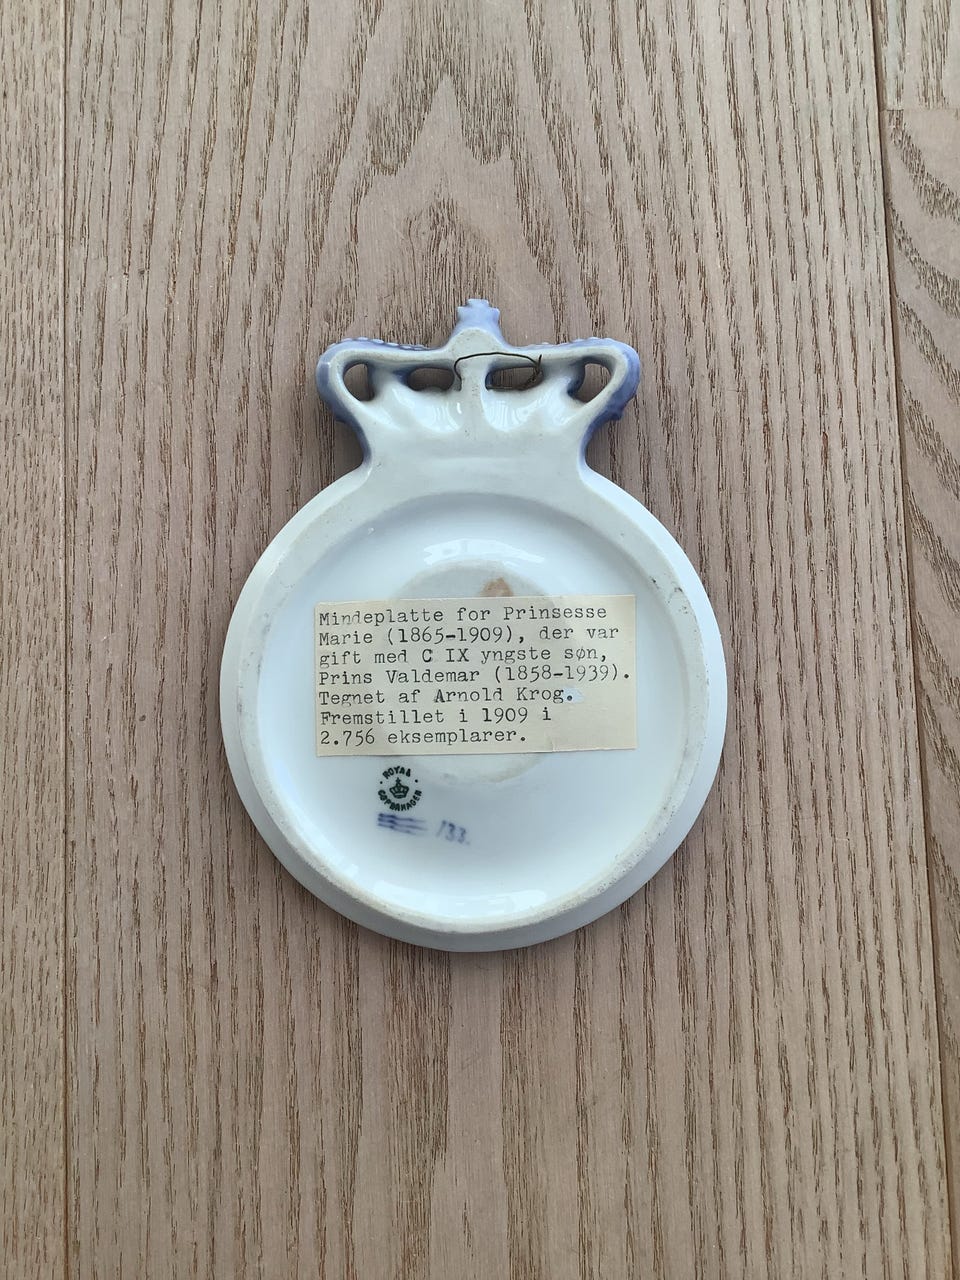 Mindeplatte for Prinsesse
Marie (1865-1909), der var
gift med C IX yngste søn,
Prins Valdemar (1858-1939).
Tegnet af Arnold Krog.
Fremstillet i 1909 i
2.756 eksemplarer.
ROYAL
COPENHAGEN
133.